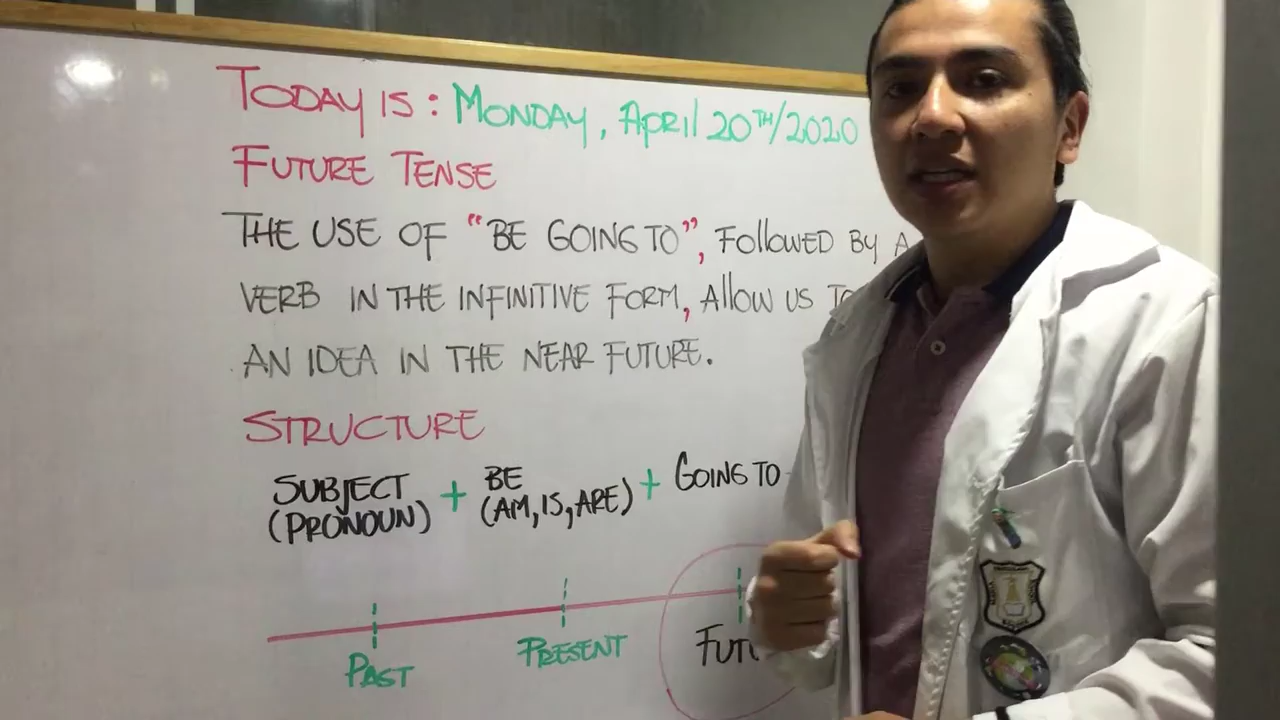 TODAY IS: MONDAY, April 20TH/2020
FUTURE TENSE
THE USE OF "BE GOING TO", FollOWED BY A
VERB IN THE INFINITIVE FORM, AllOW US TO
AN IDEA IN THE NEAR FUTURE.
STRUCTURE
SUBJECT + BE + GOING TO
(PRONOUN) (AM, IS, ARE)
PAST PRESENT